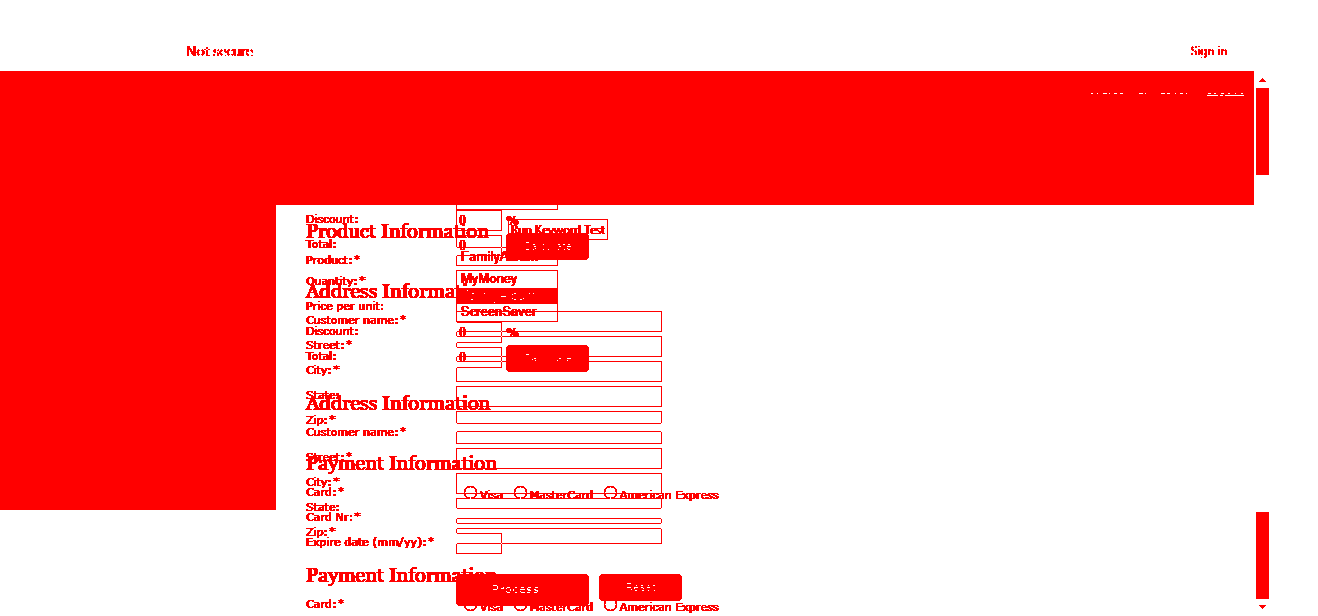 Not secure
Sign in
Discount: 0 %
Product Information
Run Keyword Test
Total: 0
Product:*
Quantity:* MyMoney
Address Information
Price per unit:
ScreenSaver
Customer name:*
Discount: 0 %
Street:*
Total: 0
City:*
State:
Address Information
Zip:*
Customer name:*
Street:*
Payment Information
City:*
Card:* Visa MasterCard American Express
State:
Card Nr:*
Zip:*
Expire date (mm/yy):*
Payment Information
Process Reset
Card:* Visa MasterCard American Express